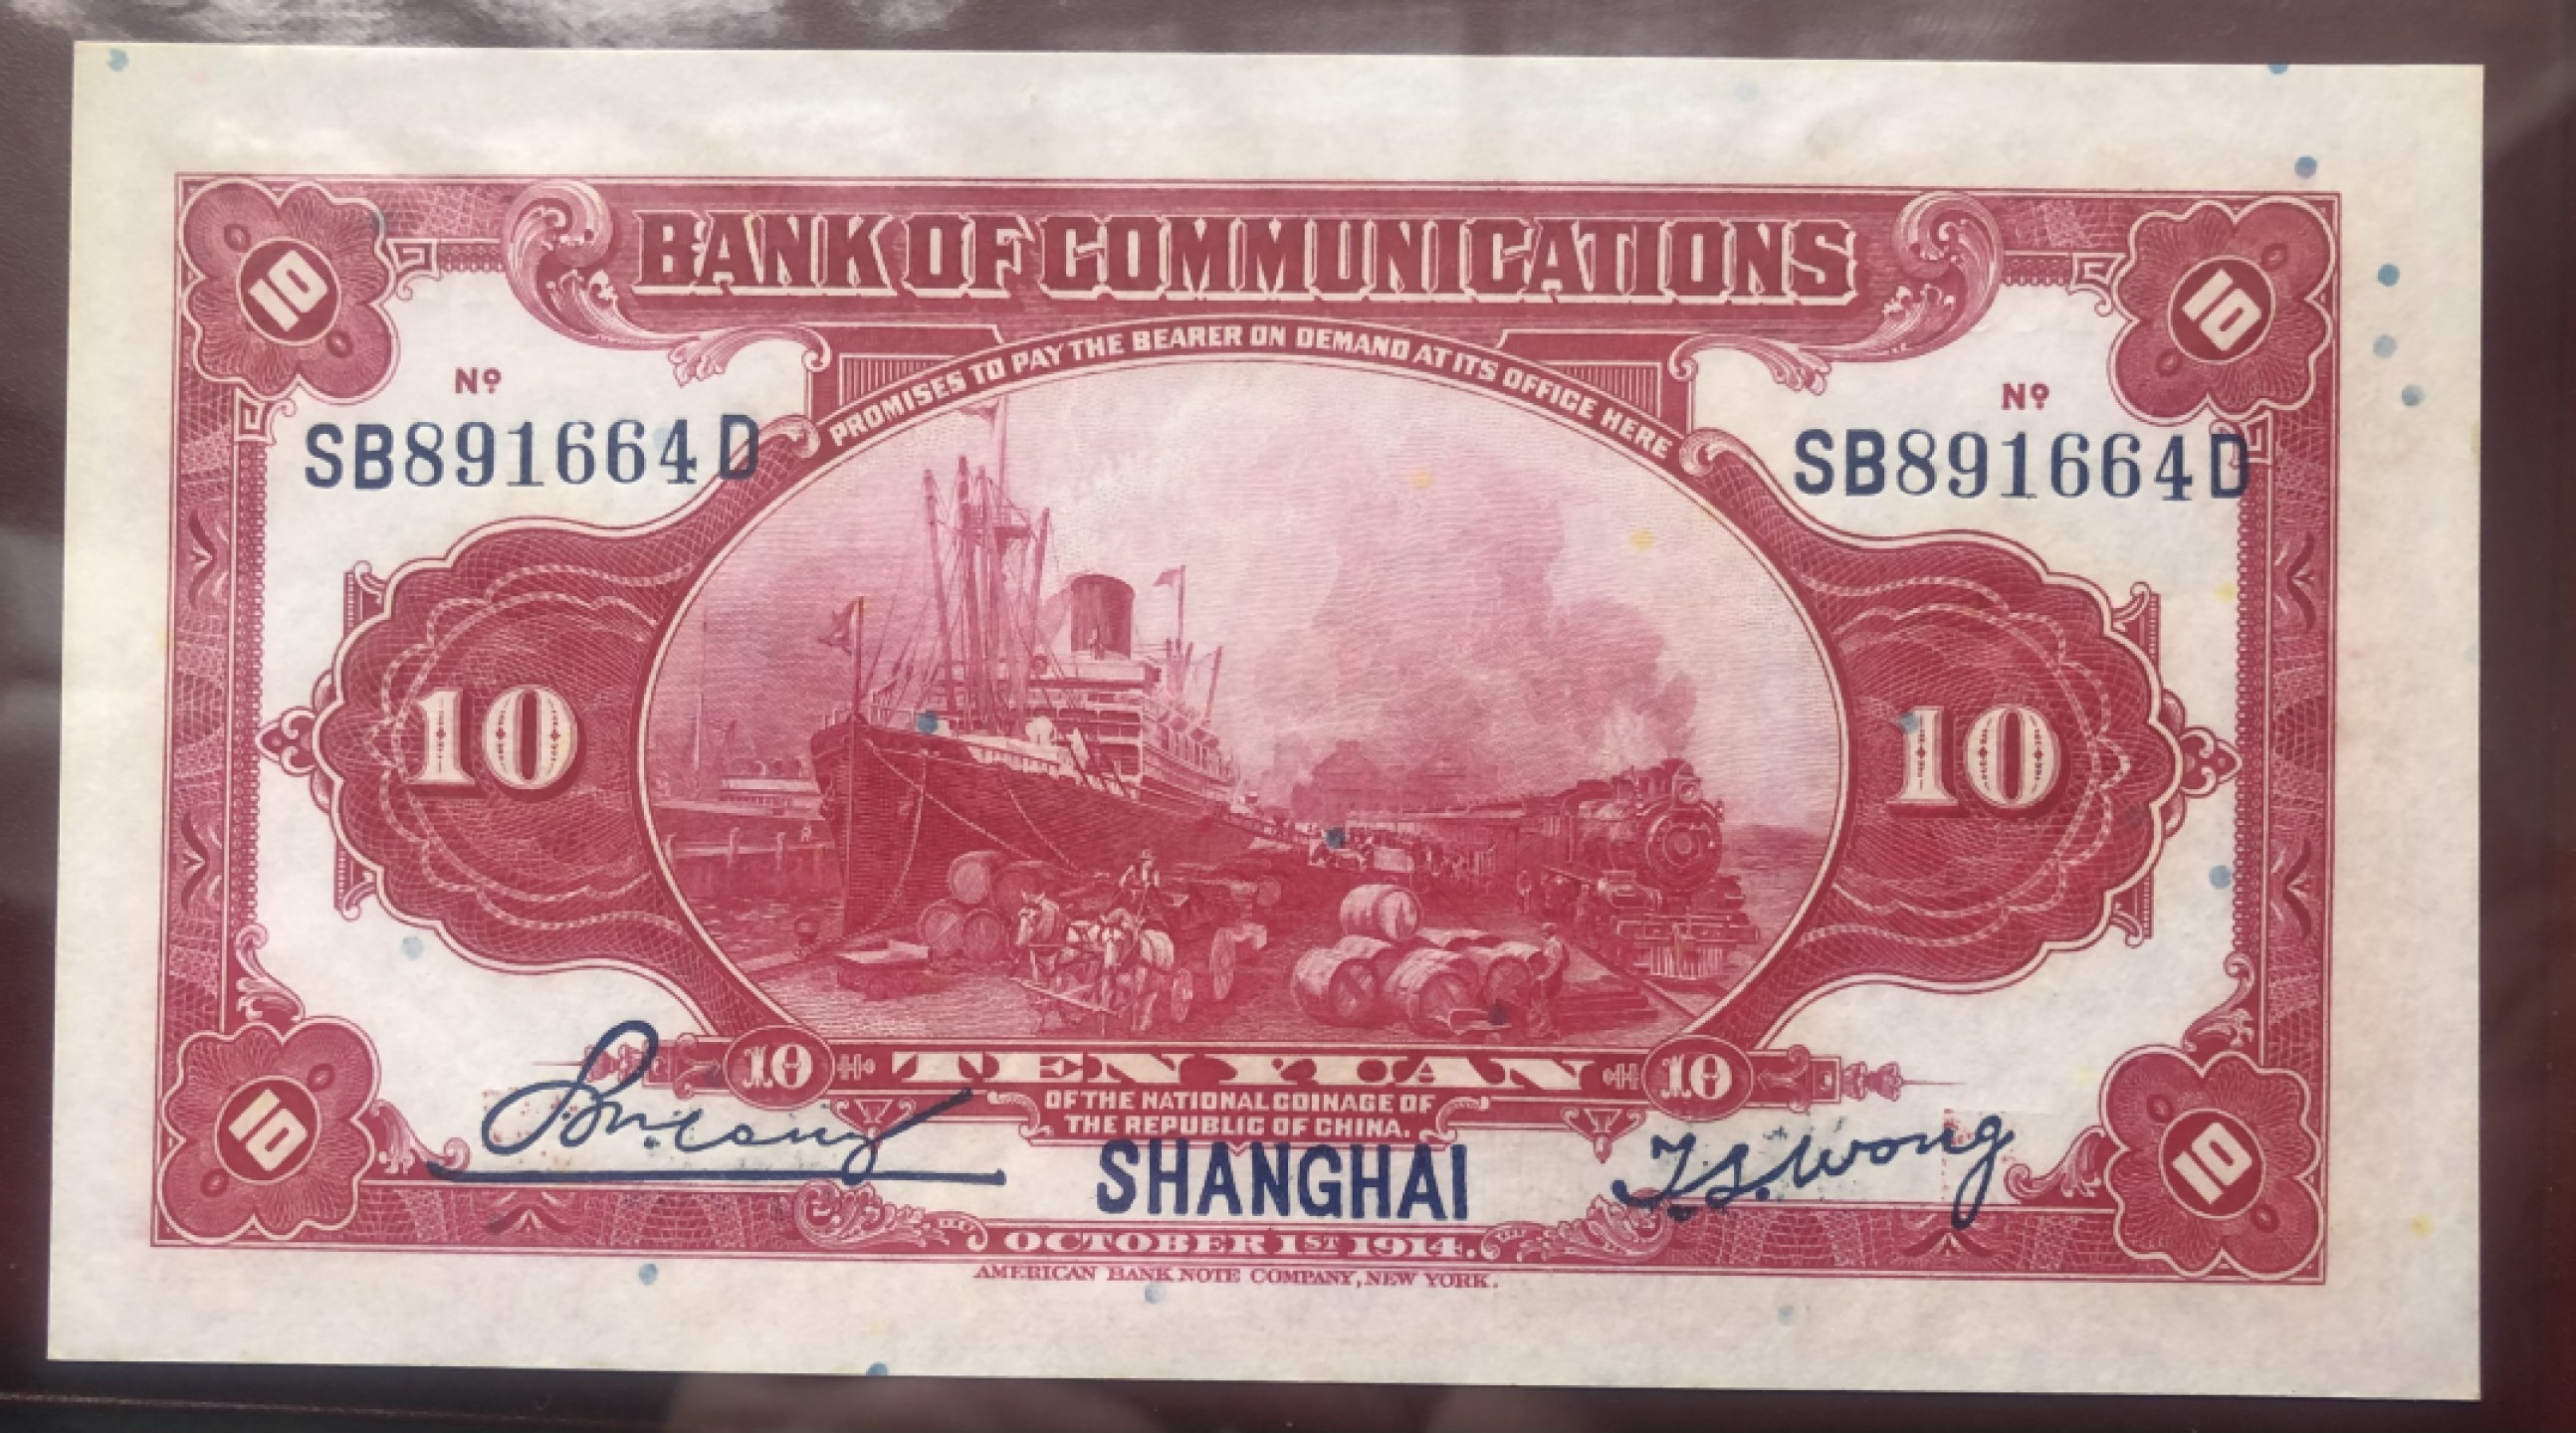 10
BANK OF COMMUNICATIONS
10
PROMISES TO PAY THE BEARER ON DEMAND AT ITS OFFICE HERE
Nº
SB891664D
Nº
SB891664D
10
10
10 TEN YUAN 10
OF THE NATIONAL COINAGE OF
THE REPUBLIC OF CHINA.
T.S. Wong
10
SHANGHAI
10
OCTOBER 1ST 1914.
AMERICAN BANK NOTE COMPANY, NEW YORK.